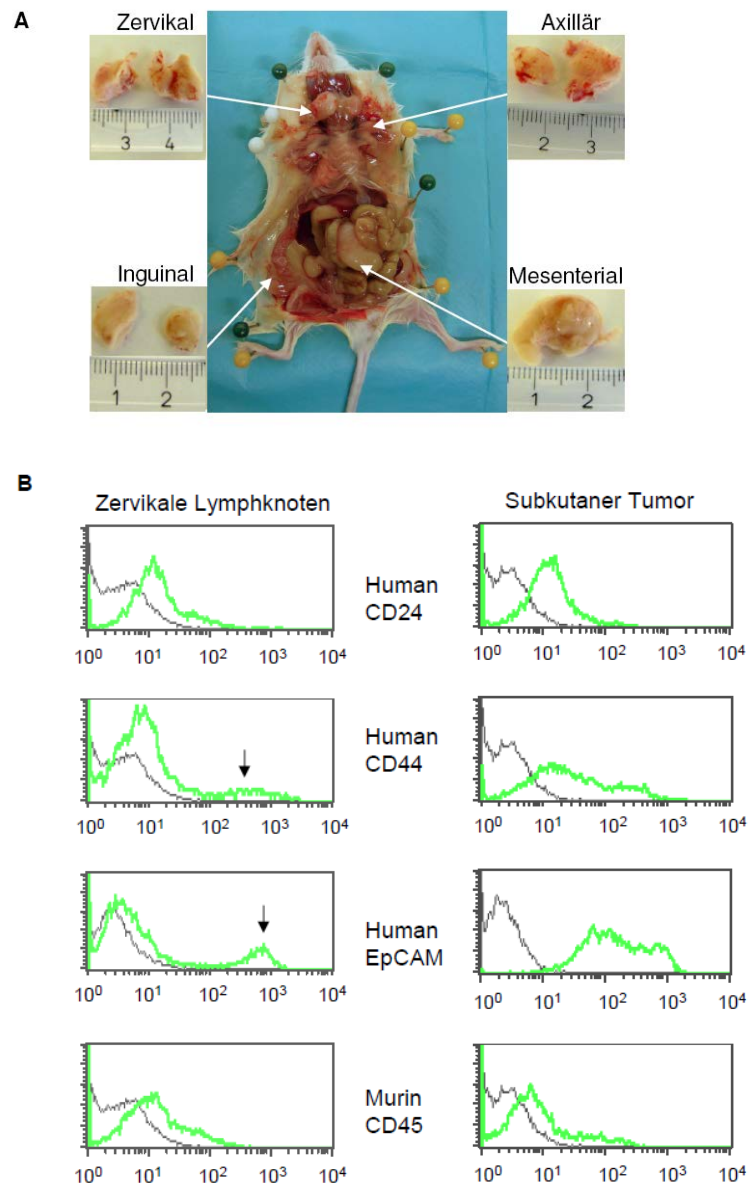 A
Zervikal
Axillär
3 4
2 3
Inguinal
Mesenterial
1 2
1 2
B
Zervikale Lymphknoten
Subkutaner Tumor
Human
CD24
10⁰ 10¹ 10² 10³ 10⁴
10⁰ 10¹ 10² 10³ 10⁴
Human
CD44
10⁰ 10¹ 10² 10³ 10⁴
10⁰ 10¹ 10² 10³ 10⁴
Human
EpCAM
10⁰ 10¹ 10² 10³ 10⁴
10⁰ 10¹ 10² 10³ 10⁴
Murin
CD45
10⁰ 10¹ 10² 10³ 10⁴
10⁰ 10¹ 10² 10³ 10⁴